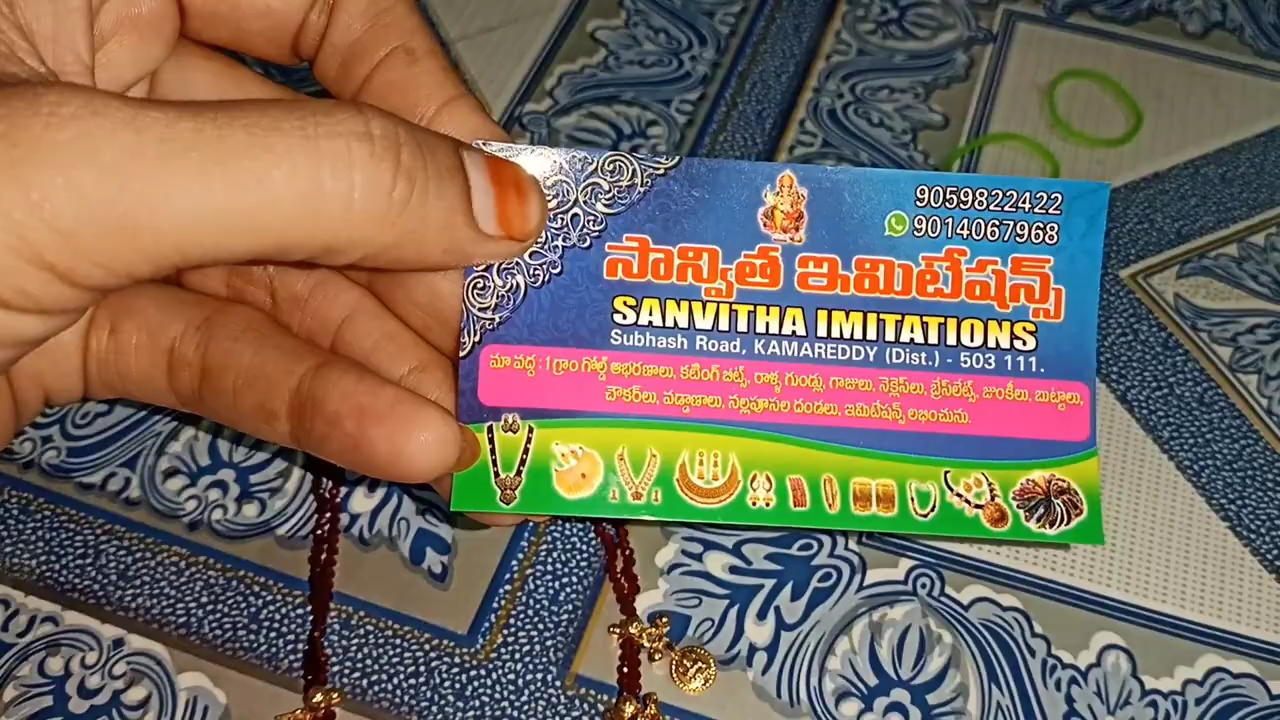 9059822422
9014067968
సాన్విత ఇమిటేషన్స్
SANVITHA IMITATIONS
Subhash Road, KAMAREDDY (Dist.) - 503 111.
మా వద్ద : 1 గ్రాం గోల్డ్ ఆభరణాలు, కటింగ్ బీట్స్, రాళ్ళ గుండ్లు, గాజులు, నెక్లెస్‌లు, బ్రేస్‌లేట్స్, జుంకీలు, బుట్టాలు,
చౌకర్‌లు, వడ్డాణాలు, నల్లపూసల దండలు, ఇమిటేషన్స్ లభించును.